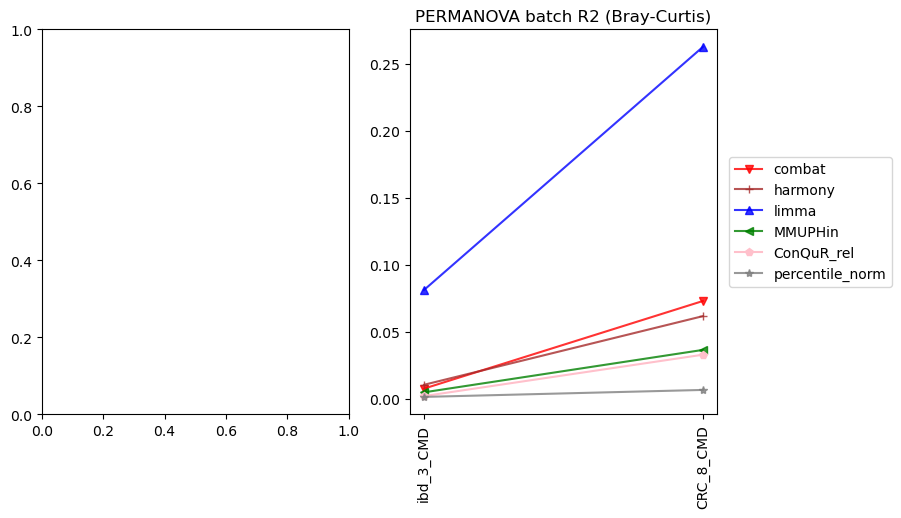 PERMANOVA batch R2 (Bray-Curtis)
1.0
0.8
0.6
0.4
0.2
0.0
0.0 0.2 0.4 0.6 0.8 1.0
0.25
0.20
0.15
0.10
0.05
0.00
ibd_3_CMD
CRC_8_CMD
combat
harmony
limma
MMUPHin
ConQuR_rel
percentile_norm